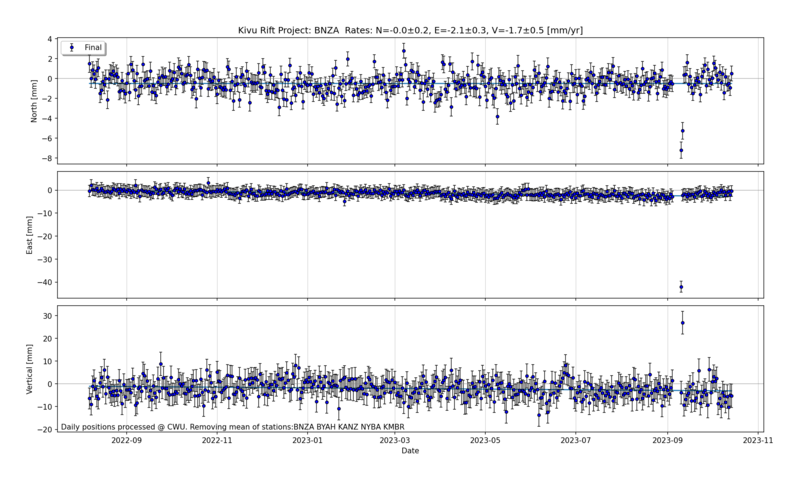 Kivu Rift Project: BNZA Rates: N=-0.0±0.2, E=-2.1±0.3, V=-1.7±0.5 [mm/yr]
Final
North [mm]
4
2
0
−2
−4
−6
−8
East [mm]
0
−10
−20
−30
−40
Vertical [mm]
30
20
10
0
−10
−20
Daily positions processed @ CWU. Removing mean of stations:BNZA BYAH KANZ NYBA KMBR
2022-09 2022-11 2023-01 2023-03 2023-05 2023-07 2023-09 2023-11
Date